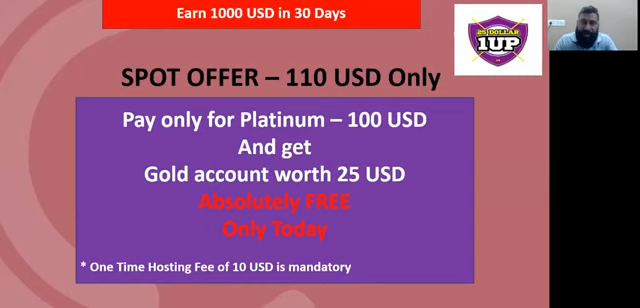 Earn 1000 USD in 30 Days
25 DOLLAR
1UP
SPOT OFFER – 110 USD Only
Pay only for Platinum – 100 USD
And get
Gold account worth 25 USD
Absolutely FREE
Only Today
* One Time Hosting Fee of 10 USD is mandatory